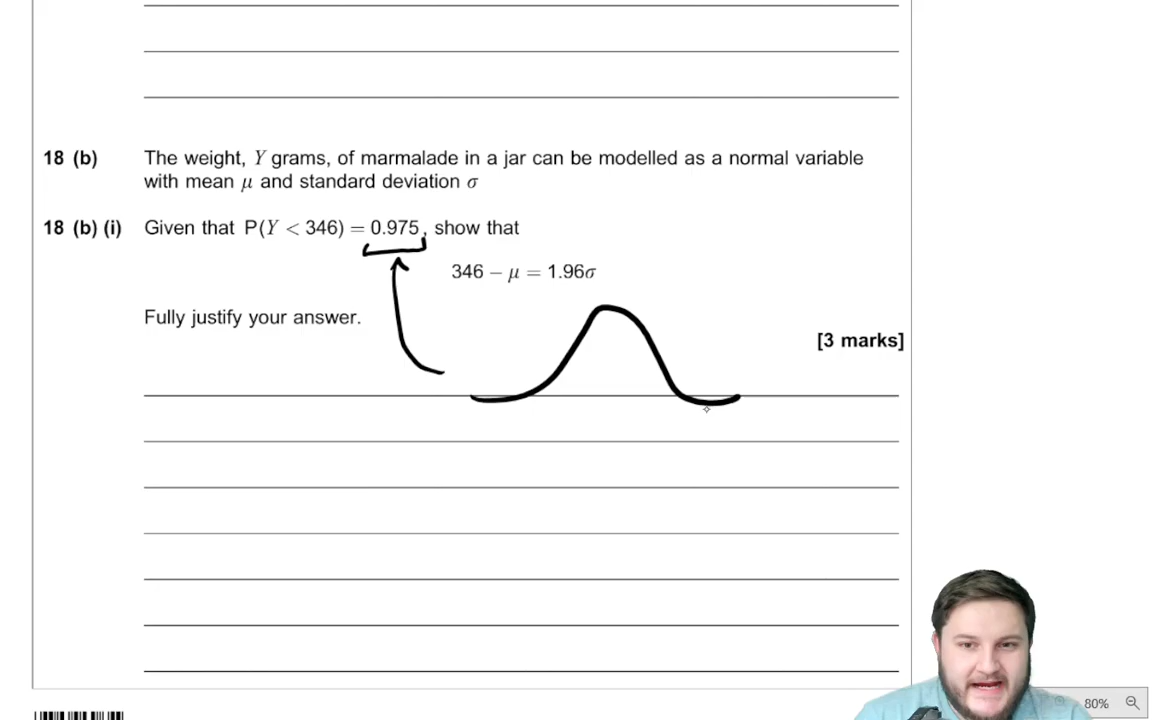 18 (b) The weight, Y grams, of marmalade in a jar can be modelled as a normal variable
with mean μ and standard deviation σ
18 (b) (i) Given that P(Y < 346) = 0.975, show that
346 − μ = 1.96σ
Fully justify your answer.
[3 marks]
80%